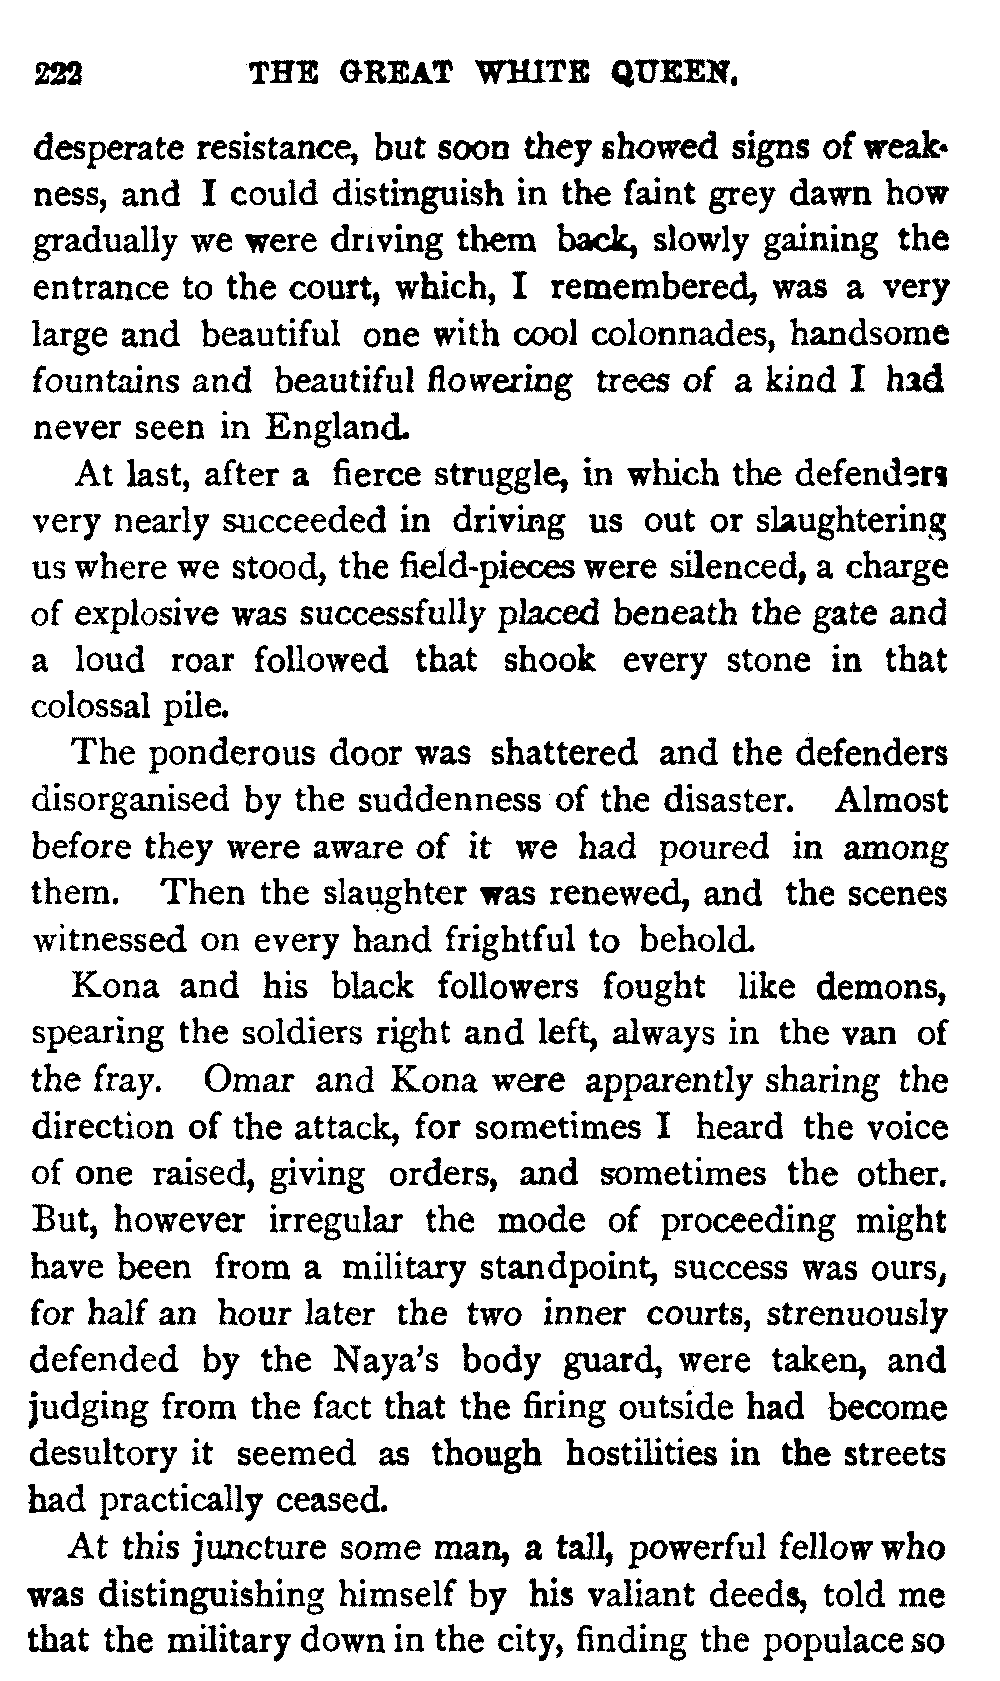 222 THE GREAT WHITE QUEEN.
desperate resistance, but soon they showed signs of weak-
ness, and I could distinguish in the faint grey dawn how
gradually we were driving them back, slowly gaining the
entrance to the court, which, I remembered, was a very
large and beautiful one with cool colonnades, handsome
fountains and beautiful flowering trees of a kind I had
never seen in England.
At last, after a fierce struggle, in which the defenders
very nearly succeeded in driving us out or slaughtering
us where we stood, the field-pieces were silenced, a charge
of explosive was successfully placed beneath the gate and
a loud roar followed that shook every stone in that
colossal pile.
The ponderous door was shattered and the defenders
disorganised by the suddenness of the disaster. Almost
before they were aware of it we had poured in among
them. Then the slaughter was renewed, and the scenes
witnessed on every hand frightful to behold.
Kona and his black followers fought like demons,
spearing the soldiers right and left, always in the van of
the fray. Omar and Kona were apparently sharing the
direction of the attack, for sometimes I heard the voice
of one raised, giving orders, and sometimes the other.
But, however irregular the mode of proceeding might
have been from a military standpoint, success was ours,
for half an hour later the two inner courts, strenuously
defended by the Naya's body guard, were taken, and
judging from the fact that the firing outside had become
desultory it seemed as though hostilities in the streets
had practically ceased.
At this juncture some man, a tall, powerful fellow who
was distinguishing himself by his valiant deeds, told me
that the military down in the city, finding the populace so